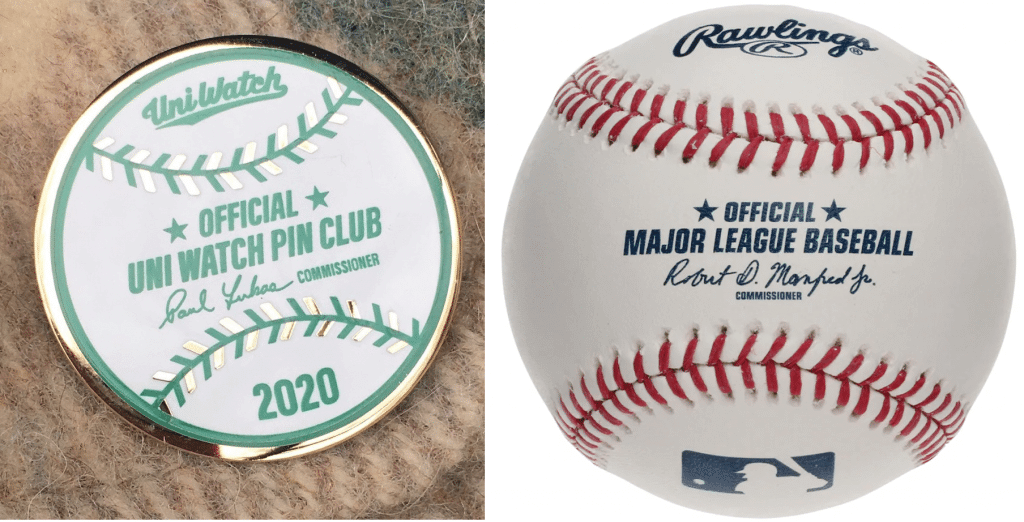 Uni Watch
★ OFFICIAL ★
UNI WATCH PIN CLUB
Paul Lukas COMMISSIONER
2020
Rawlings
R ®
★ OFFICIAL ★
MAJOR LEAGUE BASEBALL
Robert D. Manfred Jr.
COMMISSIONER